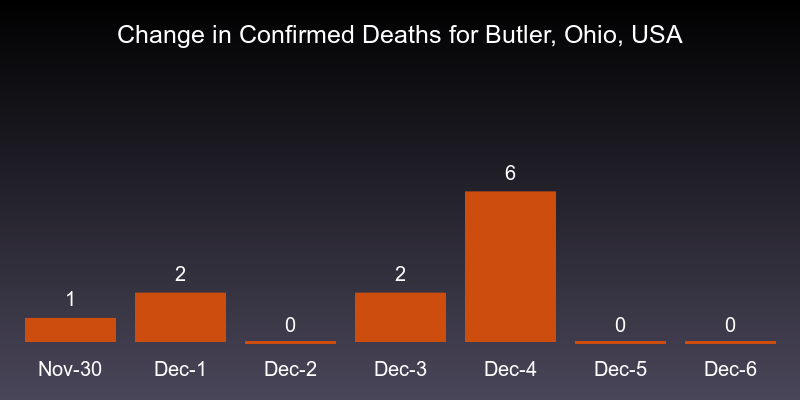 Change in Confirmed Deaths for Butler, Ohio, USA
6
1 2 0 2 0 0
Nov-30 Dec-1 Dec-2 Dec-3 Dec-4 Dec-5 Dec-6